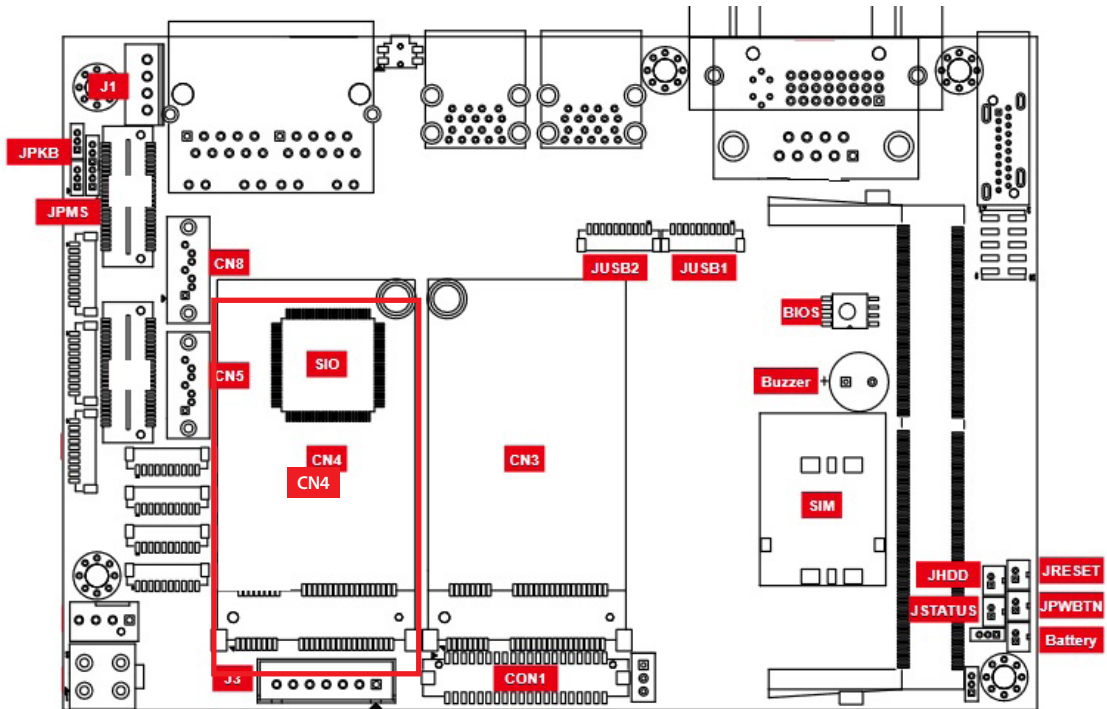 J1
JPKB
JPMS
CN8
JUSB2
JUSB1
BIOS
SIO
CN5
Buzzer
+
CN4
CN3
CN4
SIM
JHDD
JRESET
JSTATUS
JPWBTN
Battery
J3
CON1